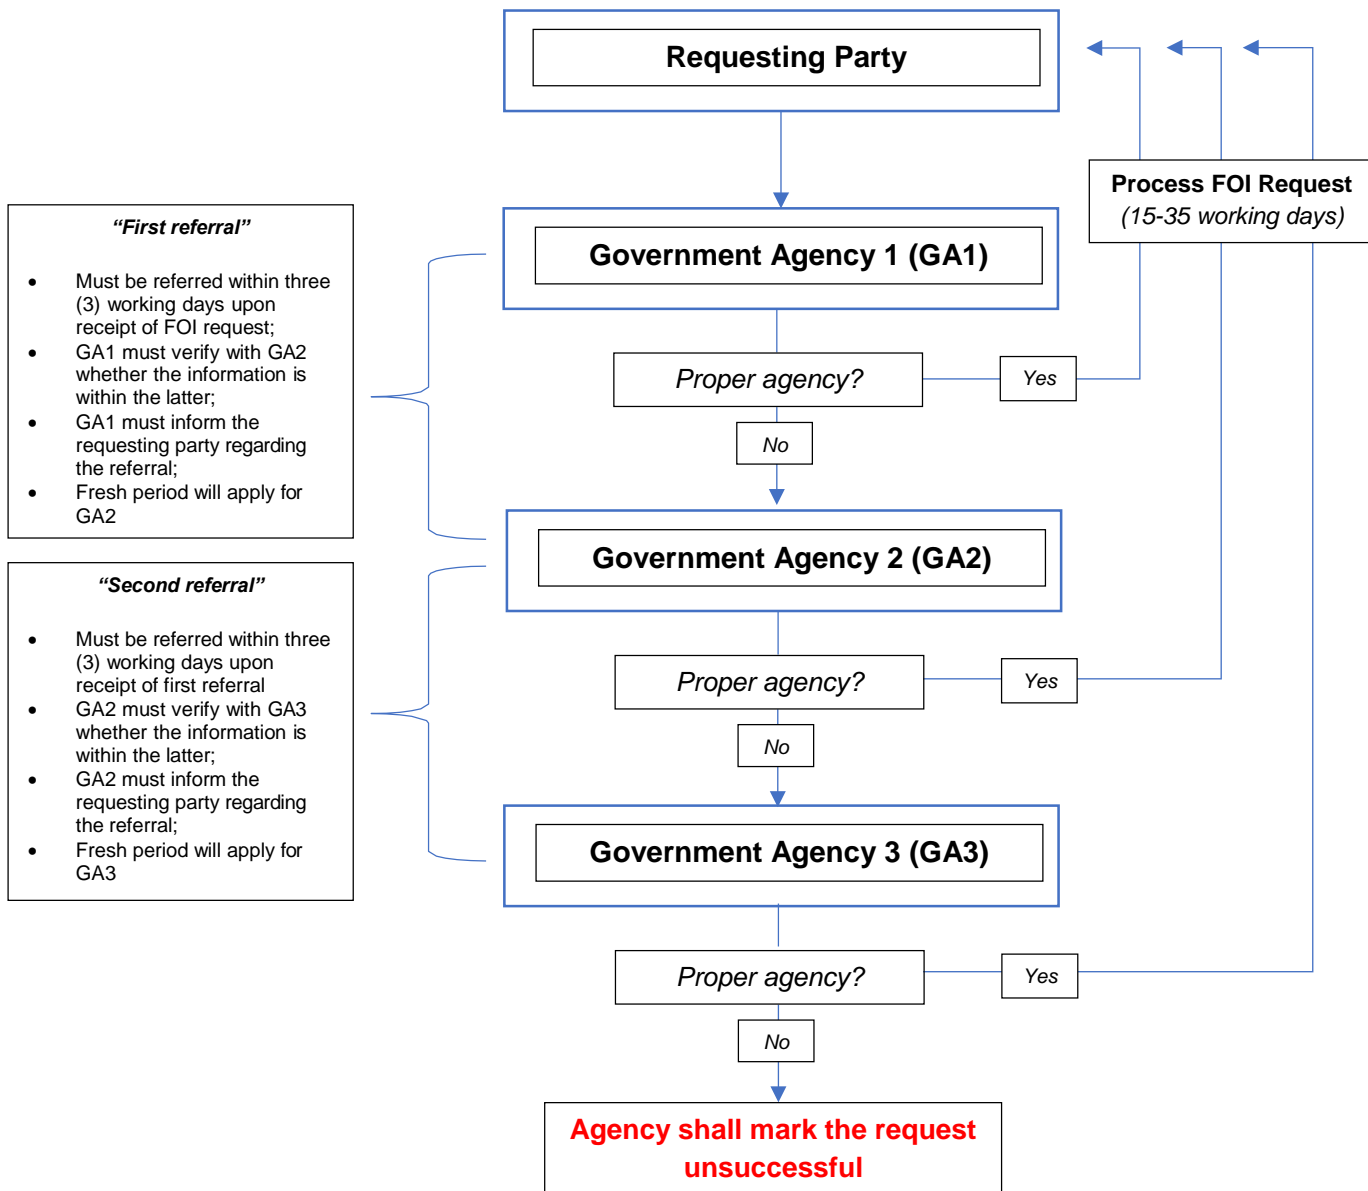 Requesting Party
Process FOI Request
(15-35 working days)
“First referral”
• Must be referred within three
(3) working days upon
receipt of FOI request;
• GA1 must verify with GA2
whether the information is
within the latter;
• GA1 must inform the
requesting party regarding
the referral;
• Fresh period will apply for
GA2
Government Agency 1 (GA1)
Proper agency?
Yes
No
Government Agency 2 (GA2)
“Second referral”
• Must be referred within three
(3) working days upon
receipt of first referral
• GA2 must verify with GA3
whether the information is
within the latter;
• GA2 must inform the
requesting party regarding
the referral;
• Fresh period will apply for
GA3
Proper agency?
Yes
No
Government Agency 3 (GA3)
Proper agency?
Yes
No
Agency shall mark the request
unsuccessful